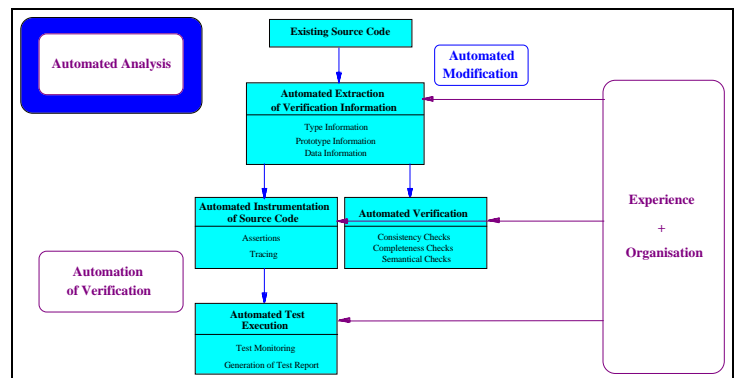 Existing Source Code
Automated Analysis
Automated
Modification
Automated Extraction
of Verification Information
Type Information
Prototype Information
Data Information
Automated Instrumentation
of Source Code
Assertions
Tracing
Automated Verification
Consistency Checks
Completeness Checks
Semantical Checks
Experience
+
Organisation
Automation
of Verification
Automated Test
Execution
Test Monitoring
Generation of Test Report